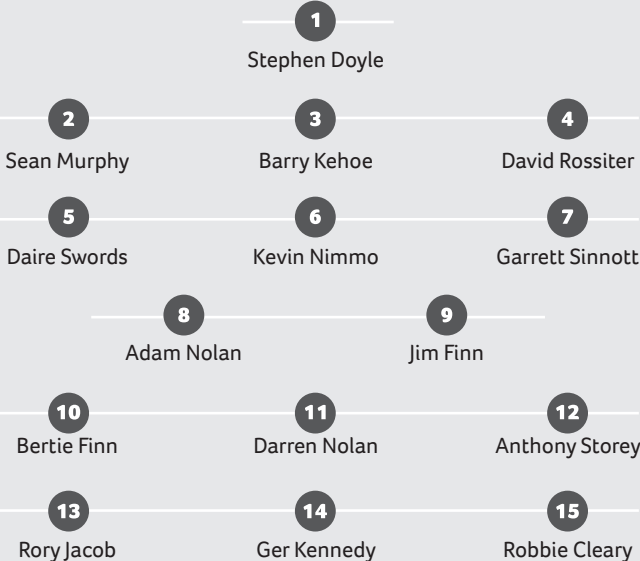 1
Stephen Doyle
2 3 4
Sean Murphy Barry Kehoe David Rossiter
5 6 7
Daire Swords Kevin Nimmo Garrett Sinnott
8 9
Adam Nolan Jim Finn
10 11 12
Bertie Finn Darren Nolan Anthony Storey
13 14 15
Rory Jacob Ger Kennedy Robbie Cleary